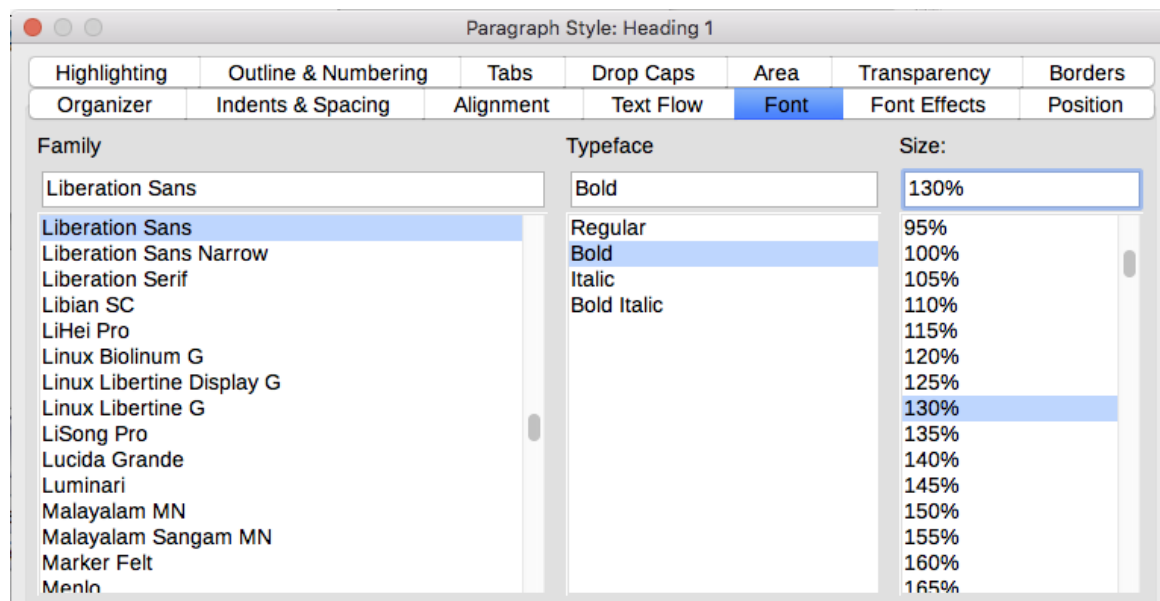 Paragraph Style: Heading 1
Highlighting Outline & Numbering Tabs Drop Caps Area Transparency Borders
Organizer Indents & Spacing Alignment Text Flow Font Font Effects Position
Family Typeface Size:
Liberation Sans Bold 130%
Liberation Sans Regular 95%
Liberation Sans Narrow Bold 100%
Liberation Serif Italic 105%
Libian SC Bold Italic 110%
LiHei Pro 115%
Linux Biolinum G 120%
Linux Libertine Display G 125%
Linux Libertine G 130%
LiSong Pro 135%
Lucida Grande 140%
Luminari 145%
Malayalam MN 150%
Malayalam Sangam MN 155%
Marker Felt 160%
Menlo 165%